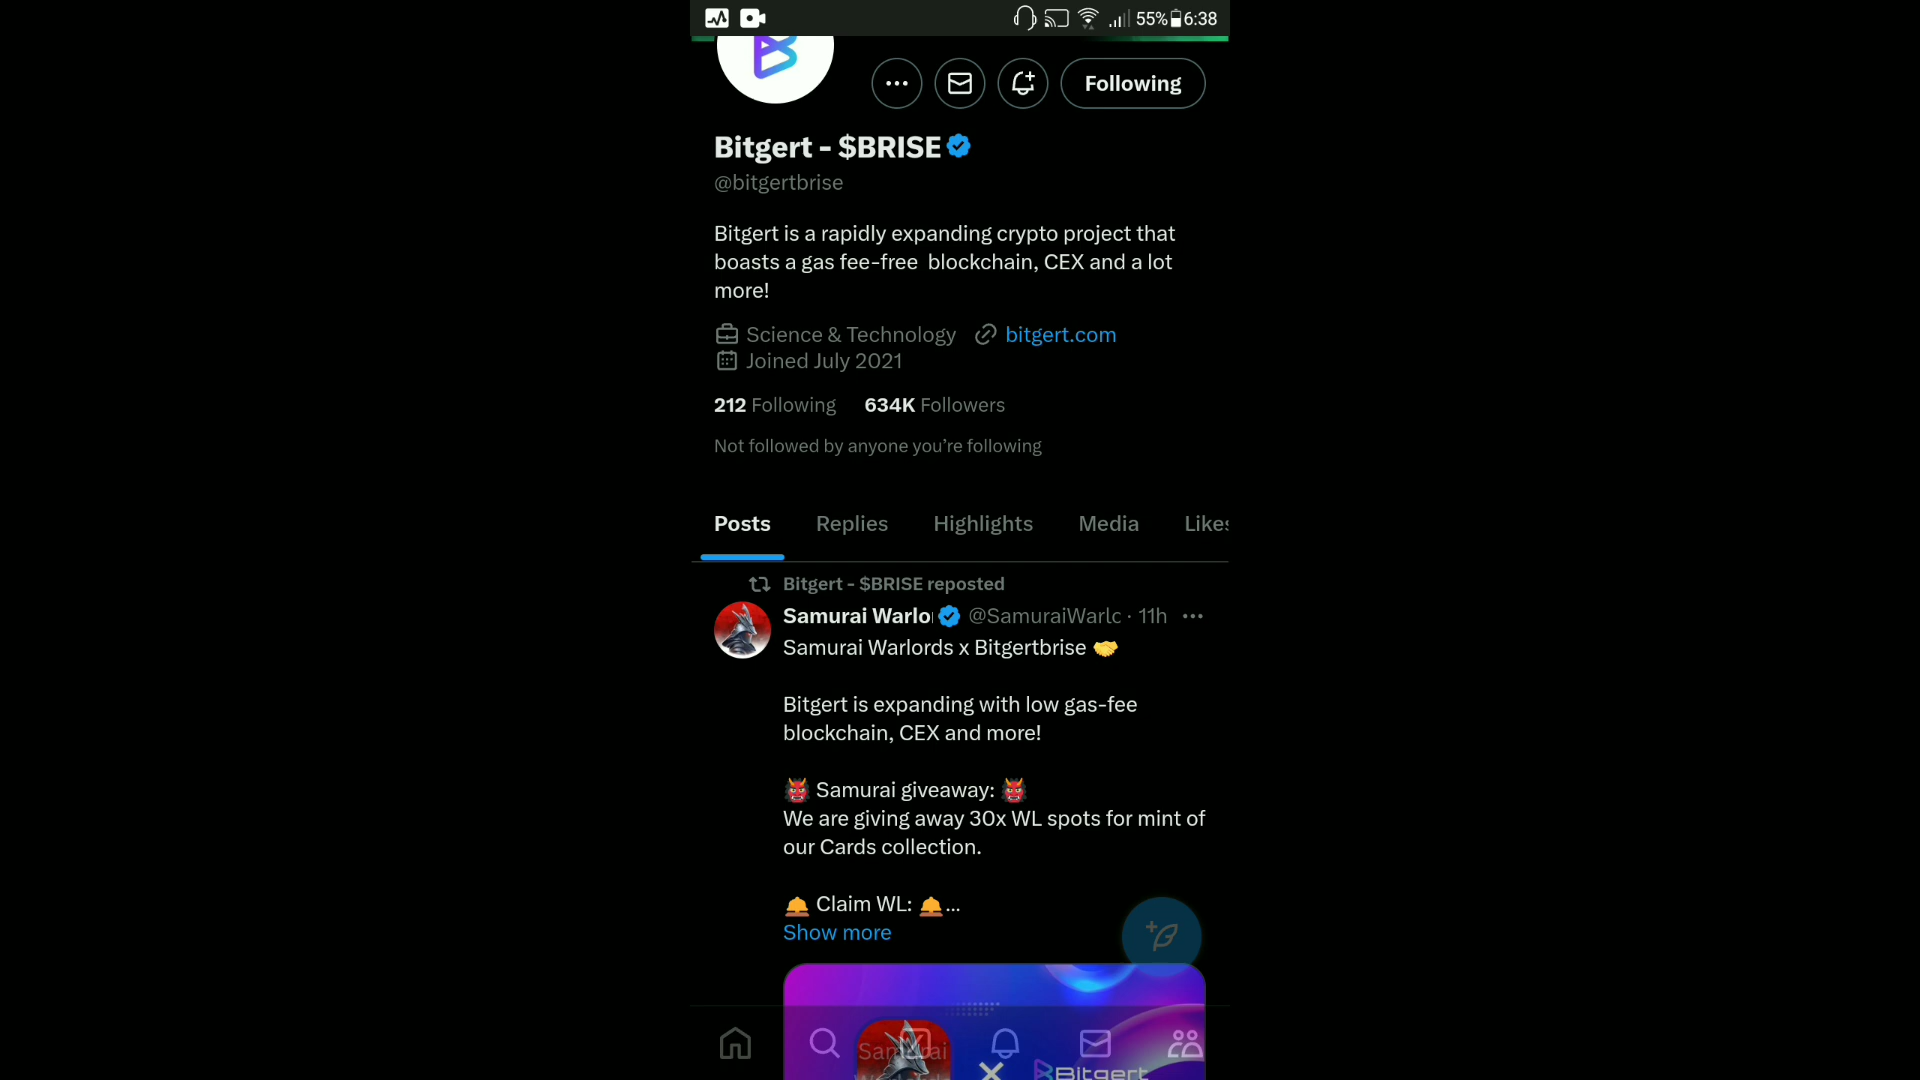 55% 6:38
Following
Bitgert - $BRISE
@bitgertbrise
Bitgert is a rapidly expanding crypto project that
boasts a gas fee-free blockchain, CEX and a lot
more!
Science & Technology bitgert.com
Joined July 2021
212 Following 634K Followers
Not followed by anyone you’re following
Posts Replies Highlights Media Likes
Bitgert - $BRISE reposted
Samurai Warlo @SamuraiWarlc · 11h
Samurai Warlords x Bitgertbrise 🤝
Bitgert is expanding with low gas-fee
blockchain, CEX and more!
👹 Samurai giveaway: 👹
We are giving away 30x WL spots for mint of
our Cards collection.
🛎️ Claim WL: 🛎️...
Show more
Samurai
X Bitgert